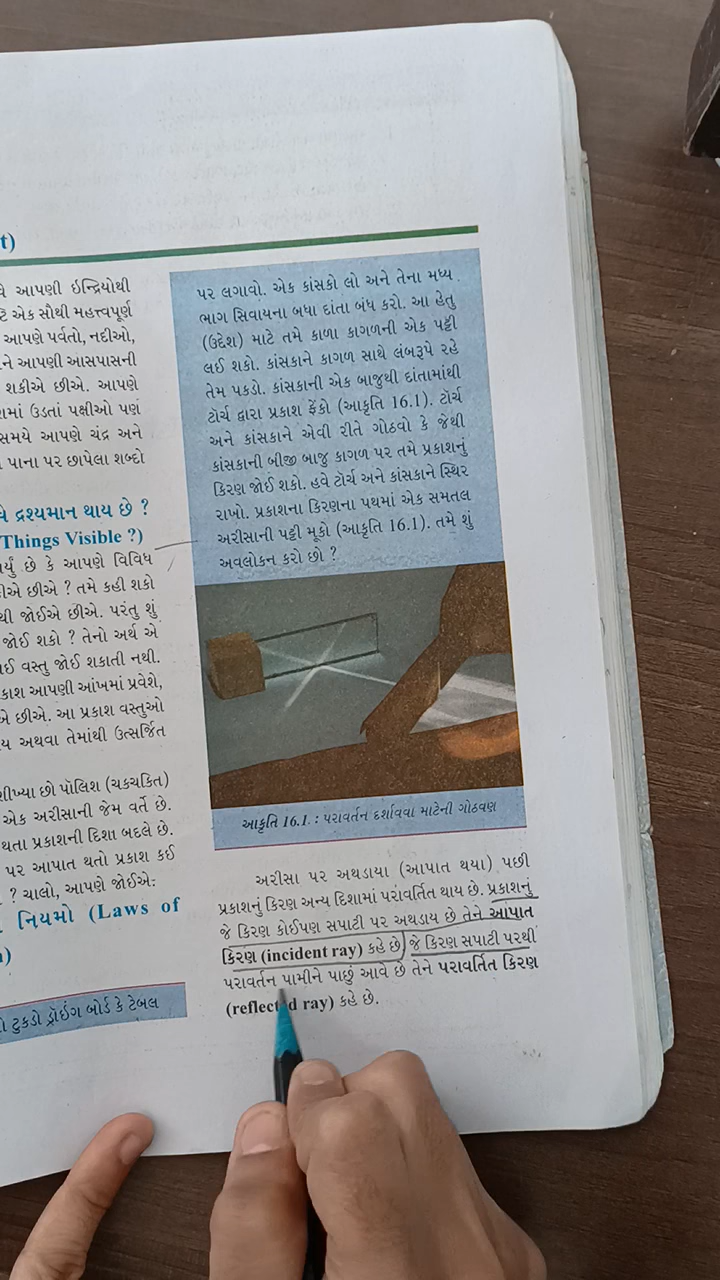 t)
વે આપણી ઇન્દ્રિયોથી
ટિ એક સૌથી મહત્ત્વપૂર્ણ
આપણે પર્વતો, નદીઓ,
ને આપણી આસપાસની
શકીએ છીએ. આપણે
ામાં ઉડતાં પક્ષીઓ પણ
સમયે આપણે ચંદ્ર અને
પાના પર છાપેલા શબ્દો
વે દ્રશ્યમાન થાય છે ?
Things Visible ?)
ર્યું છે કે આપણે વિવિધ
ીએ છીએ ? તમે કહી શકો
થી જોઈએ છીએ. પરંતુ શું
જોઈ શકો ? તેનો અર્થ એ
ઈ વસ્તુ જોઈ શકાતી નથી.
કાશ આપણી આંખમાં પ્રવેશે,
એ છીએ. આ પ્રકાશ વસ્તુઓ
ય અથવા તેમાંથી ઉત્સર્જિત
શીખ્યા છો પૉલિશ (ચકચકિત)
એક અરીસાની જેમ વર્તે છે.
થતા પ્રકાશની દિશા બદલે છે.
પર આપાત થતો પ્રકાશ કઈ
? ચાલો, આપણે જોઈએ:
નિયમો (Laws of
)
ો ટુકડો ડ્રૉઇંગ બોર્ડ કે ટેબલ
પર લગાવો. એક કાંસકો લો અને તેના મધ્ય
ભાગ સિવાયના બધા દાંતા બંધ કરો. આ હેતુ
(ઉદેશ) માટે તમે કાળા કાગળની એક પટ્ટી
લઈ શકો. કાંસકાને કાગળ સાથે લંબરૂપે રહે
તેમ પકડો. કાંસકાની એક બાજુથી દાંતામાંથી
ટૉર્ચ દ્વારા પ્રકાશ ફેંકો (આકૃતિ 16.1). ટૉર્ચ
અને કાંસકાને એવી રીતે ગોઠવો કે જેથી
કાંસકાની બીજી બાજુ કાગળ પર તમે પ્રકાશનું
કિરણ જોઈ શકો. હવે ટૉર્ચ અને કાંસકાને સ્થિર
રાખો. પ્રકાશના કિરણના પથમાં એક સમતલ
અરીસાની પટ્ટી મૂકો (આકૃતિ 16.1). તમે શું
અવલોકન કરો છો ?
આકૃતિ 16.1 : પરાવર્તન દર્શાવવા માટેની ગોઠવણ
અરીસા પર અથડાયા (આપાત થયા) પછી
પ્રકાશનું કિરણ અન્ય દિશામાં પરાવર્તિત થાય છે. પ્રકાશનું
જે કિરણ કોઈપણ સપાટી પર અથડાય છે તેને આપાત
કિરણ (incident ray) કહે છે. જે કિરણ સપાટી પરથી
પરાવર્તન પામીને પાછું આવે છે તેને પરાવર્તિત કિરણ
(reflected ray) કહે છે.